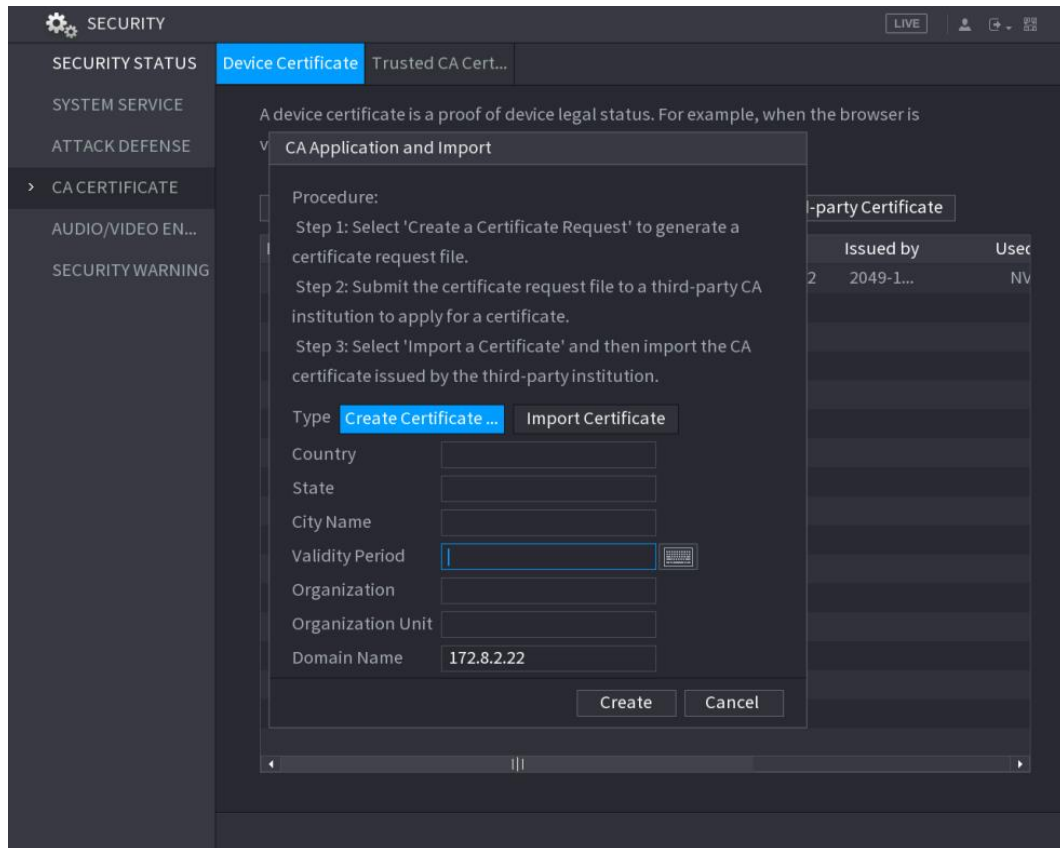 SECURITY
LIVE
SECURITY STATUS
SYSTEM SERVICE
ATTACK DEFENSE
CA CERTIFICATE
AUDIO/VIDEO EN...
SECURITY WARNING
Device Certificate
Trusted CA Cert...
A device certificate is a proof of device legal status. For example, when the browser is
CA Application and Import
Procedure:
Step 1: Select 'Create a Certificate Request' to generate a
certificate request file.
Step 2: Submit the certificate request file to a third-party CA
institution to apply for a certificate.
Step 3: Select 'Import a Certificate' and then import the CA
certificate issued by the third-party institution.
Type Create Certificate ... Import Certificate
Country
State
City Name
Validity Period
Organization
Organization Unit
Domain Name 172.8.2.22
Create Cancel
-party Certificate
Issued by Used
2 2049-1... NV